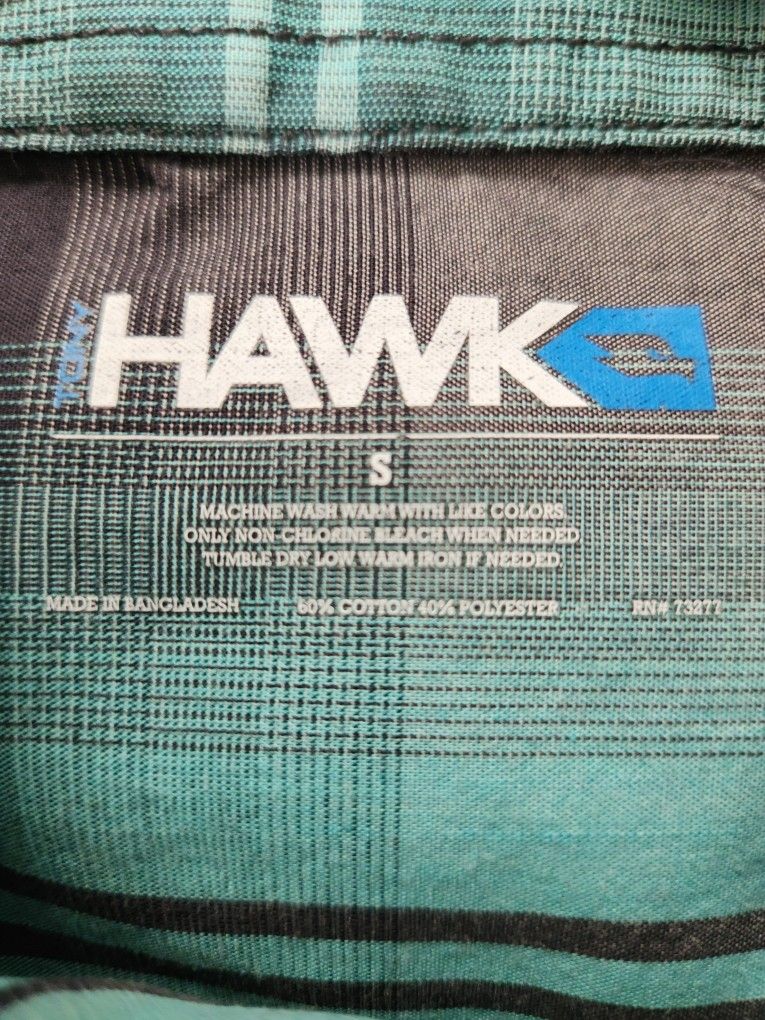 TONY HAWK
S
MACHINE WASH WARM WITH LIKE COLORS.
ONLY NON-CHLORINE BLEACH WHEN NEEDED
TUMBLE DRY LOW WARM IRON IF NEEDED.
MADE IN BANGLADESH 60% COTTON 40% POLYESTER RN# 73277